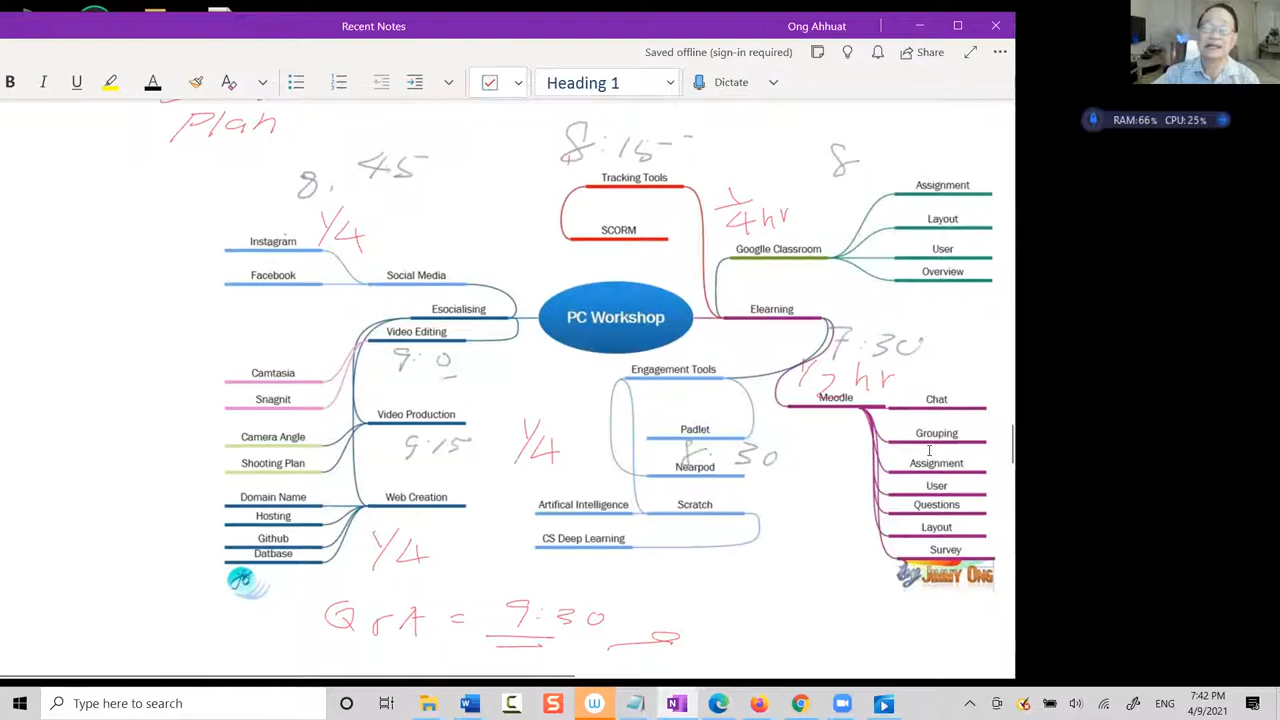 Recent Notes
Ong Ahhuat
Saved offline (sign-in required)
Share
B I U A A Heading 1 Dictate
RAM:66% CPU:25%
Plan
8:15
8
8. 45
Tracking Tools
SCORM
1/4 hr
Googlle Classroom
Assignment
Layout
User
Overview
1/4
Instagram
Facebook
Social Media
Esocialising
PC Workshop
Elearning
Video Editing
9:0
7:30
1/2 hr
Camtasia
Snagnit
Engagement Tools
Moodle
Chat
Grouping
Assignment
User
Questions
Layout
Survey
Video Production
9:15
Camera Angle
Shooting Plan
1/4
Padlet
8:30
Nearpod
Domain Name
Hosting
Github
Datbase
Web Creation
Artifical Intelligence
Scratch
CS Deep Learning
1/4
by JIMMY ONG
Q & A = 9:30
Type here to search
ENG
7:42 PM
4/9/2021